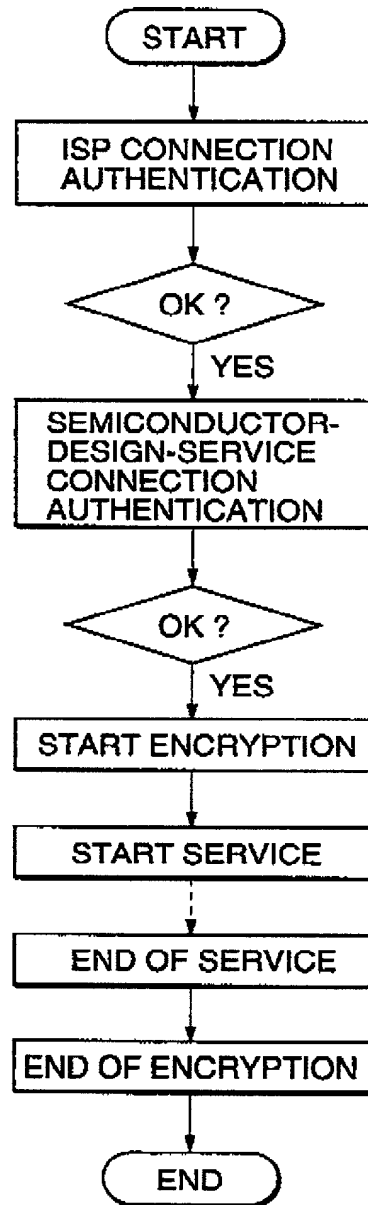 START
ISP CONNECTION
AUTHENTICATION
OK ?
YES
SEMICONDUCTOR-
DESIGN-SERVICE
CONNECTION
AUTHENTICATION
OK ?
YES
START ENCRYPTION
START SERVICE
END OF SERVICE
END OF ENCRYPTION
END